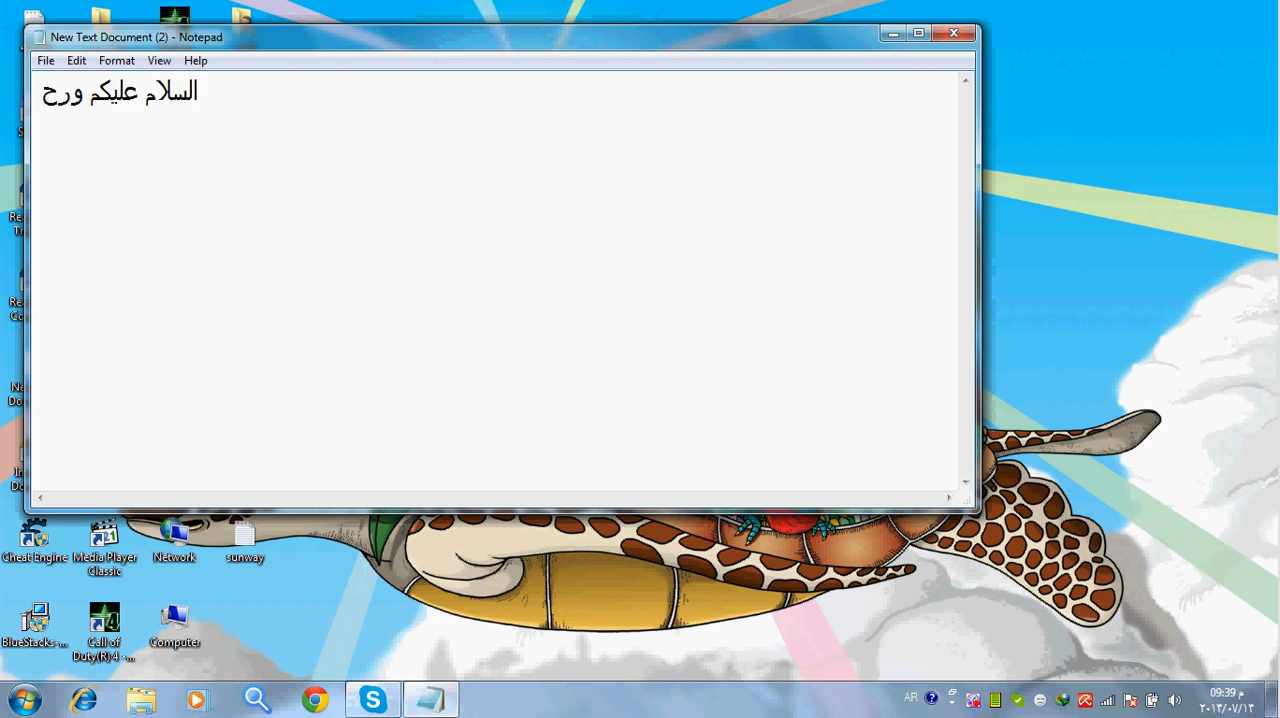 New Text Document (2) - Notepad
File Edit Format View Help
السلام عليكم ورح
Cheat Engine
Media Player Classic
Network
sunway
BlueStacks-...
Call of Duty(R) 4 -...
Computer
AR
09:39 م
٢٠١٣/٠٧/١٣